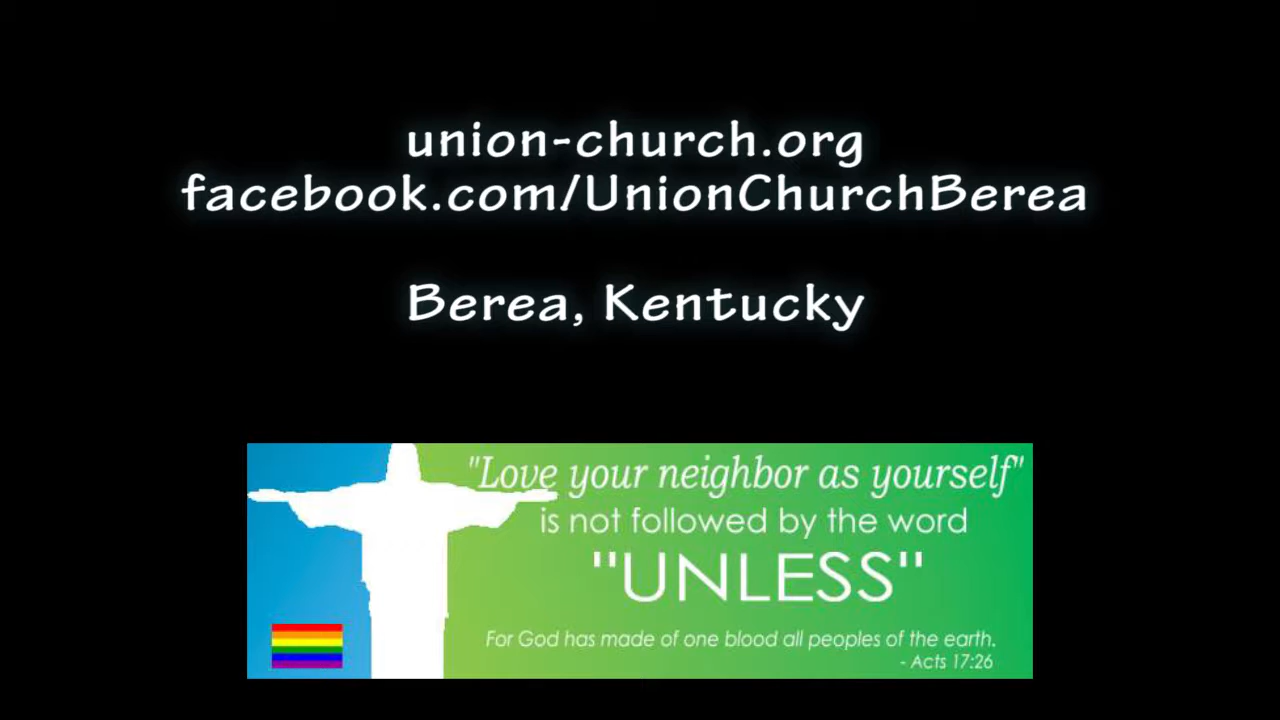 union-church.org
facebook.com/UnionChurchBerea
Berea, Kentucky
"Love your neighbor as yourself"
is not followed by the word
"UNLESS"
For God has made of one blood all peoples of the earth.
- Acts 17:26